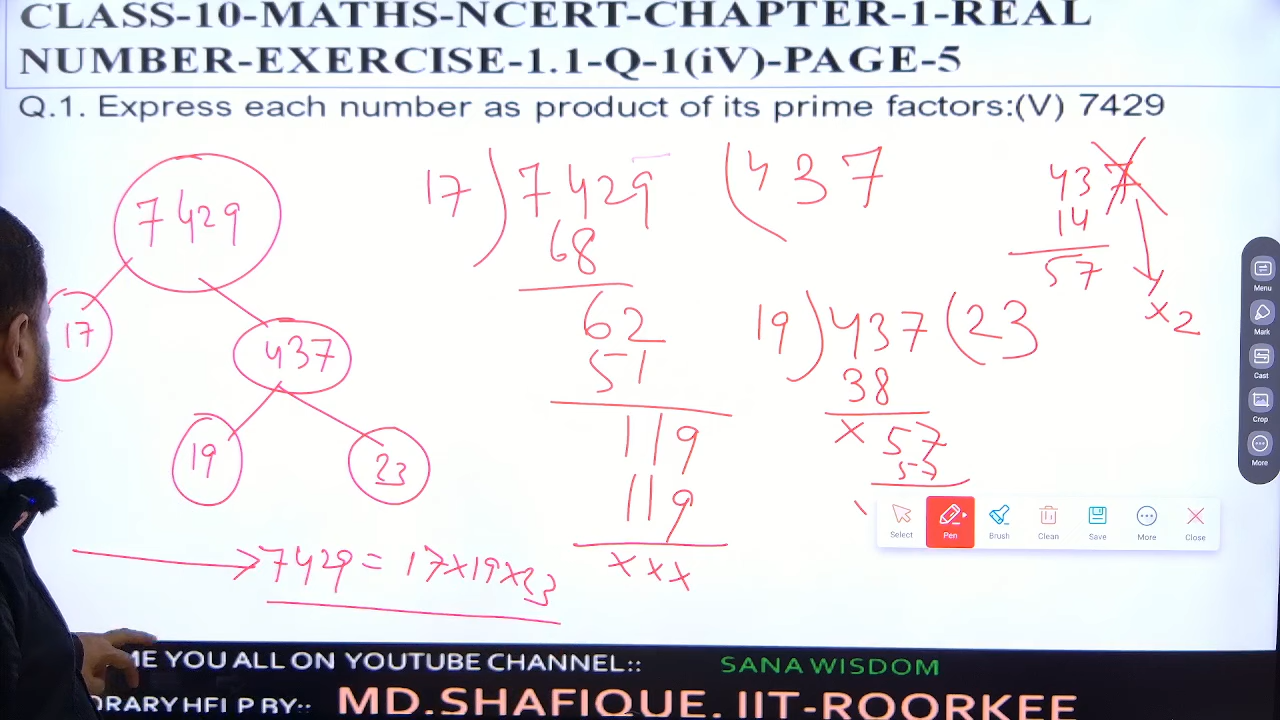 CLASS-10-MATHS-NCERT-CHAPTER-1-REAL
NUMBER-EXERCISE-1.1-Q-1(iV)-PAGE-5
Q.1. Express each number as product of its prime factors:(V) 7429
7429
17
437
19
23
7429 = 17×19×23
17) 7429 (437
68
62
51
119
119
× × ×
437
14
57
×2
19) 437 (23
38
× 57
57
Menu
Mark
Cast
Crop
More
Select
Pen
Brush
Clean
Save
More
Close
ME YOU ALL ON YOUTUBE CHANNEL:: SANA WISDOM
ORARY HELP BY:: MD.SHAFIQUE. IIT-ROORKEE